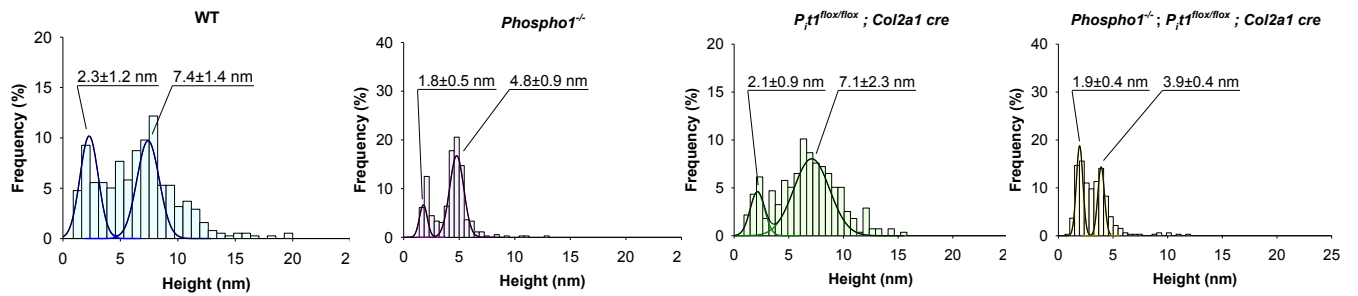 WT
20
15
10
5
0
Frequency (%)
2.3±1.2 nm
7.4±1.4 nm
0 5 10 15 20 2
Height (nm)
Phospho1-/-
40
30
20
10
0
Frequency (%)
1.8±0.5 nm
4.8±0.9 nm
0 5 10 15 20 2
Height (nm)
Pit1flox/flox ; Col2a1 cre
20
15
10
5
0
Frequency (%)
2.1±0.9 nm
7.1±2.3 nm
0 5 10 15 20 2
Height (nm)
Phospho1-/- ; Pit1flox/flox ; Col2a1 cre
40
30
20
10
0
Frequency (%)
1.9±0.4 nm
3.9±0.4 nm
0 5 10 15 20 25
Height (nm)